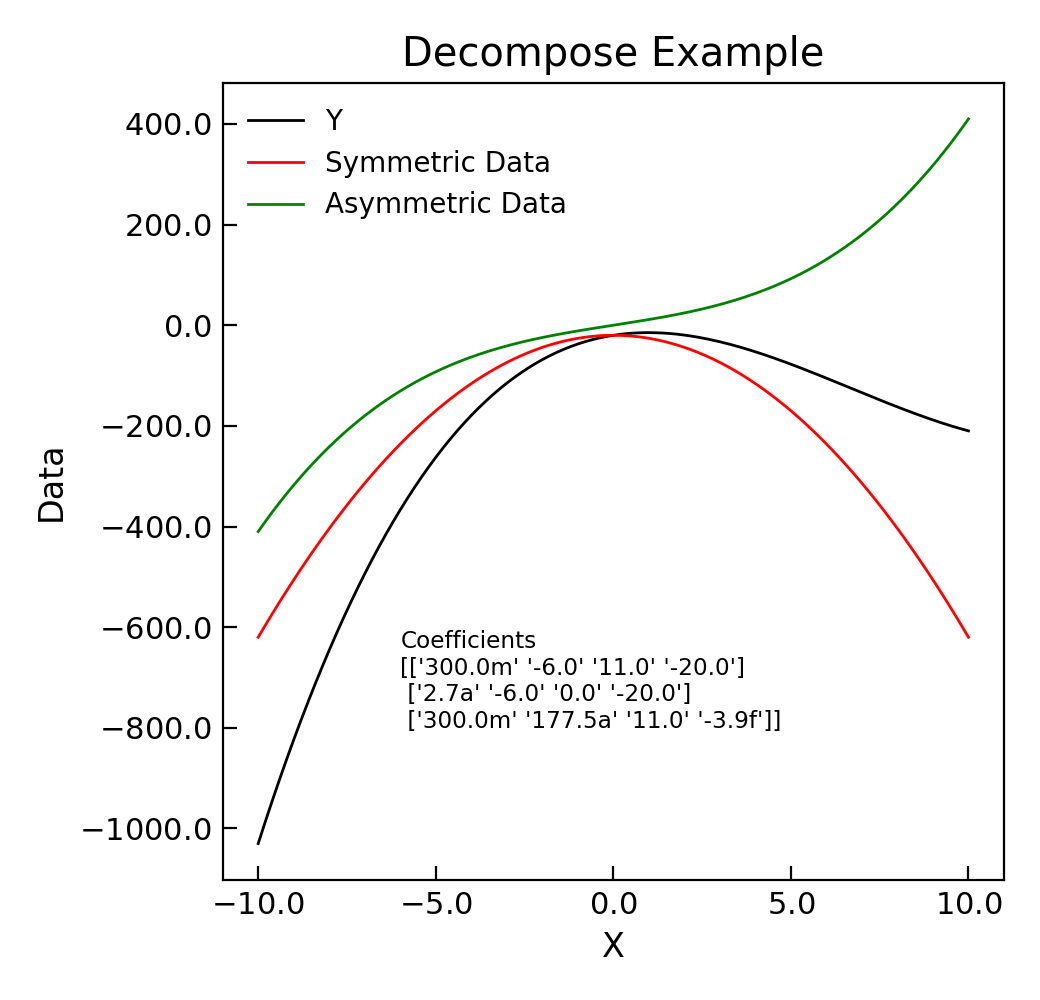 Decompose Example
Y
Symmetric Data
Asymmetric Data
400.0
200.0
0.0
−200.0
−400.0
−600.0
−800.0
−1000.0
Data
Coefficients
[['300.0m' '-6.0' '11.0' '-20.0']
['2.7a' '-6.0' '0.0' '-20.0']
['300.0m' '177.5a' '11.0' '-3.9f']]
−10.0
−5.0
0.0
5.0
10.0
X